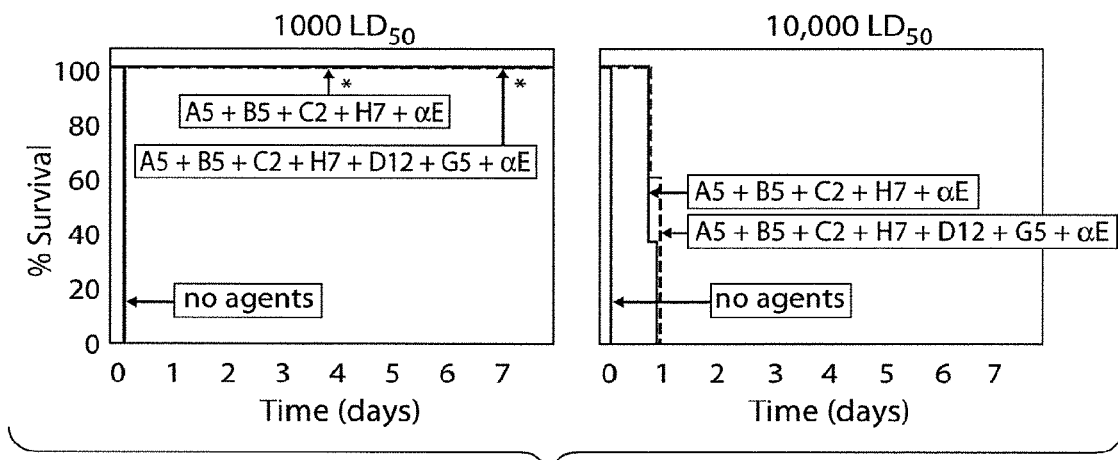 1000 LD50
100
80
60
40
20
0
% Survival
A5 + B5 + C2 + H7 + αE
*
*
A5 + B5 + C2 + H7 + D12 + G5 + αE
no agents
0 1 2 3 4 5 6 7
Time (days)
10,000 LD50
A5 + B5 + C2 + H7 + αE
A5 + B5 + C2 + H7 + D12 + G5 + αE
no agents
0 1 2 3 4 5 6 7
Time (days)